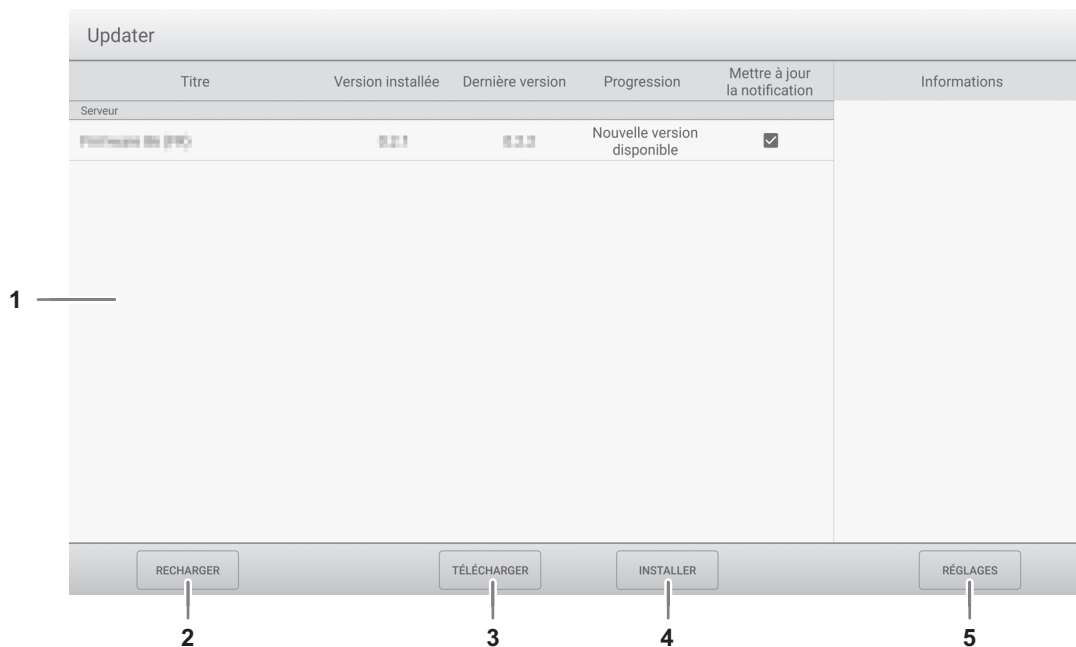 Updater
Titre
Version installée
Dernière version
Progression
Mettre à jour
la notification
Informations
Serveur
Nouvelle version
disponible
1
RECHARGER
TÉLÉCHARGER
INSTALLER
RÉGLAGES
2
3
4
5